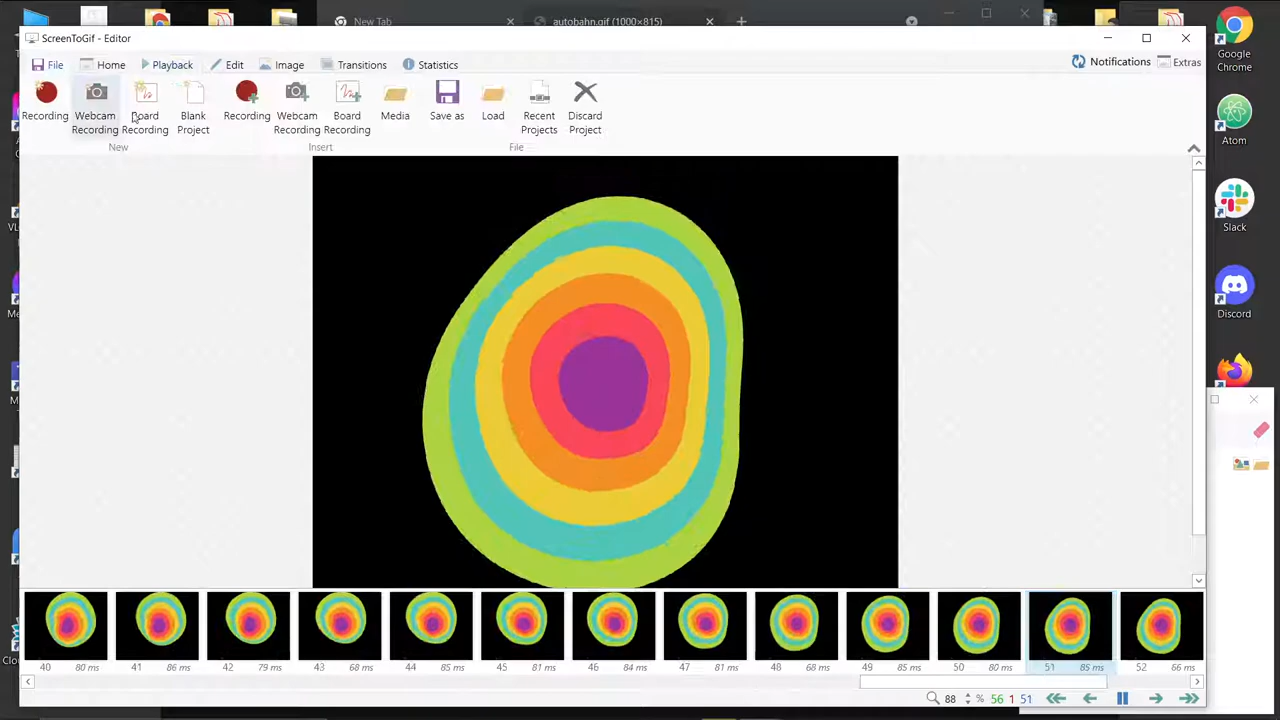 New Tab
autobahn.gif (1000×815)
ScreenToGif - Editor
File
Home
Playback
Edit
Image
Transitions
Statistics
Notifications
Extras
Recording
Webcam Recording
Board Recording
Blank Project
New
Recording
Webcam Recording
Board Recording
Media
Insert
Save as
Load
Recent Projects
Discard Project
File
Google Chrome
Atom
Slack
Discord
40 80 ms
41 86 ms
42 79 ms
43 68 ms
44 85 ms
45 81 ms
46 84 ms
47 81 ms
48 68 ms
49 85 ms
50 80 ms
51 85 ms
52 66 ms
88 % 56 1 51